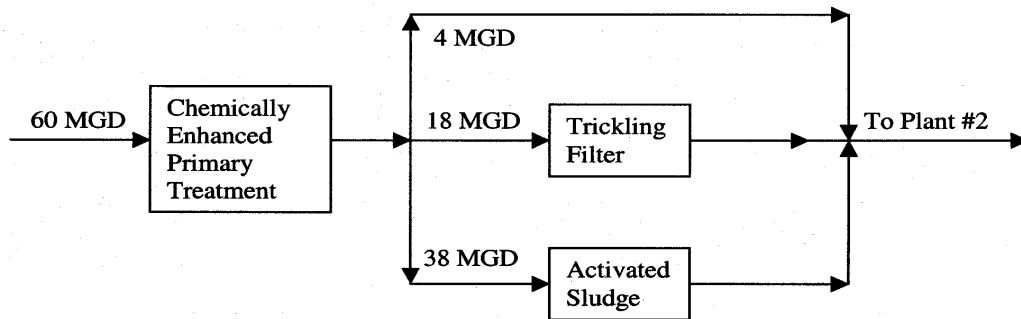 4 MGD
60 MGD
Chemically
Enhanced
Primary
Treatment
18 MGD
Trickling
Filter
To Plant #2
38 MGD
Activated
Sludge